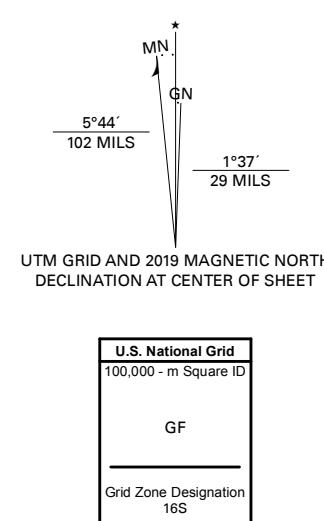 ★
MN
GN
5°44´
102 MILS
1°37´
29 MILS
UTM GRID AND 2019 MAGNETIC NORTH
DECLINATION AT CENTER OF SHEET
U.S. National Grid
100,000 - m Square ID
GF
Grid Zone Designation
16S